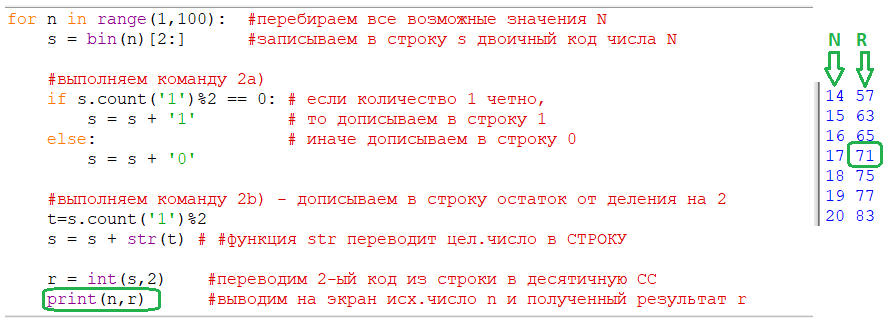 for n in range(1,100):  #перебираем все возможные значения N
    s = bin(n)[2:]      #записываем в строку s двоичный код числа N
    #выполняем команду 2a)
    if s.count('1')%2 == 0: # если количество 1 четно,
        s = s + '1'         # то дописываем в строку 1
    else:                   # иначе дописываем в строку 0
        s = s + '0'
    #выполняем команду 2b) - дописываем в строку остаток от деления на 2
    t=s.count('1')%2
    s = s + str(t) # #функция str переводит цел.число в СТРОКУ
    r = int(s,2)    #переводим 2-ый код из строки в десятичную СС
    print(n,r)      #выводим на экран исх.число n и полученный результат r
N R
14 57
15 63
16 65
17 71
18 75
19 77
20 83